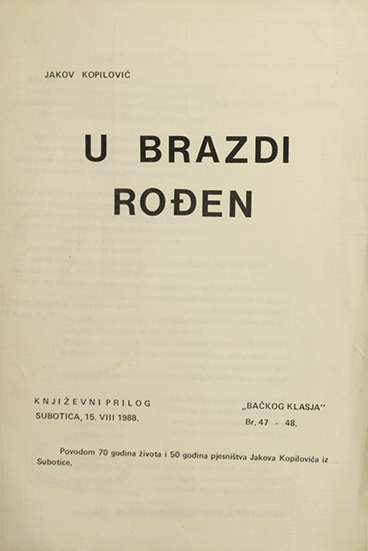 JAKOV KOPILOVIĆ
U BRAZDI
ROĐEN
KNJIŽEVNI PRILOG „BAČKOG KLASJA"
SUBOTICA, 15. VIII 1988. Br. 47 - 48.
Povodom 70 godina života i 50 godina pjesništva Jakova Kopilovića iz
Subotice.